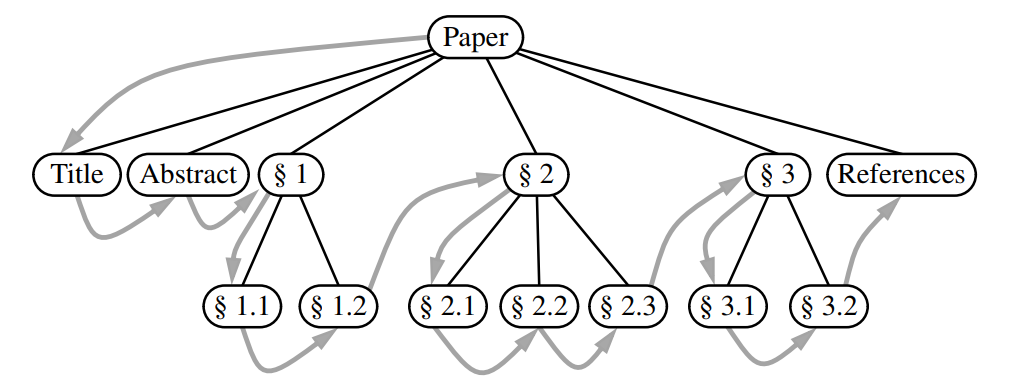 Paper
Title Abstract § 1 § 2 § 3 References
§ 1.1 § 1.2 § 2.1 § 2.2 § 2.3 § 3.1 § 3.2